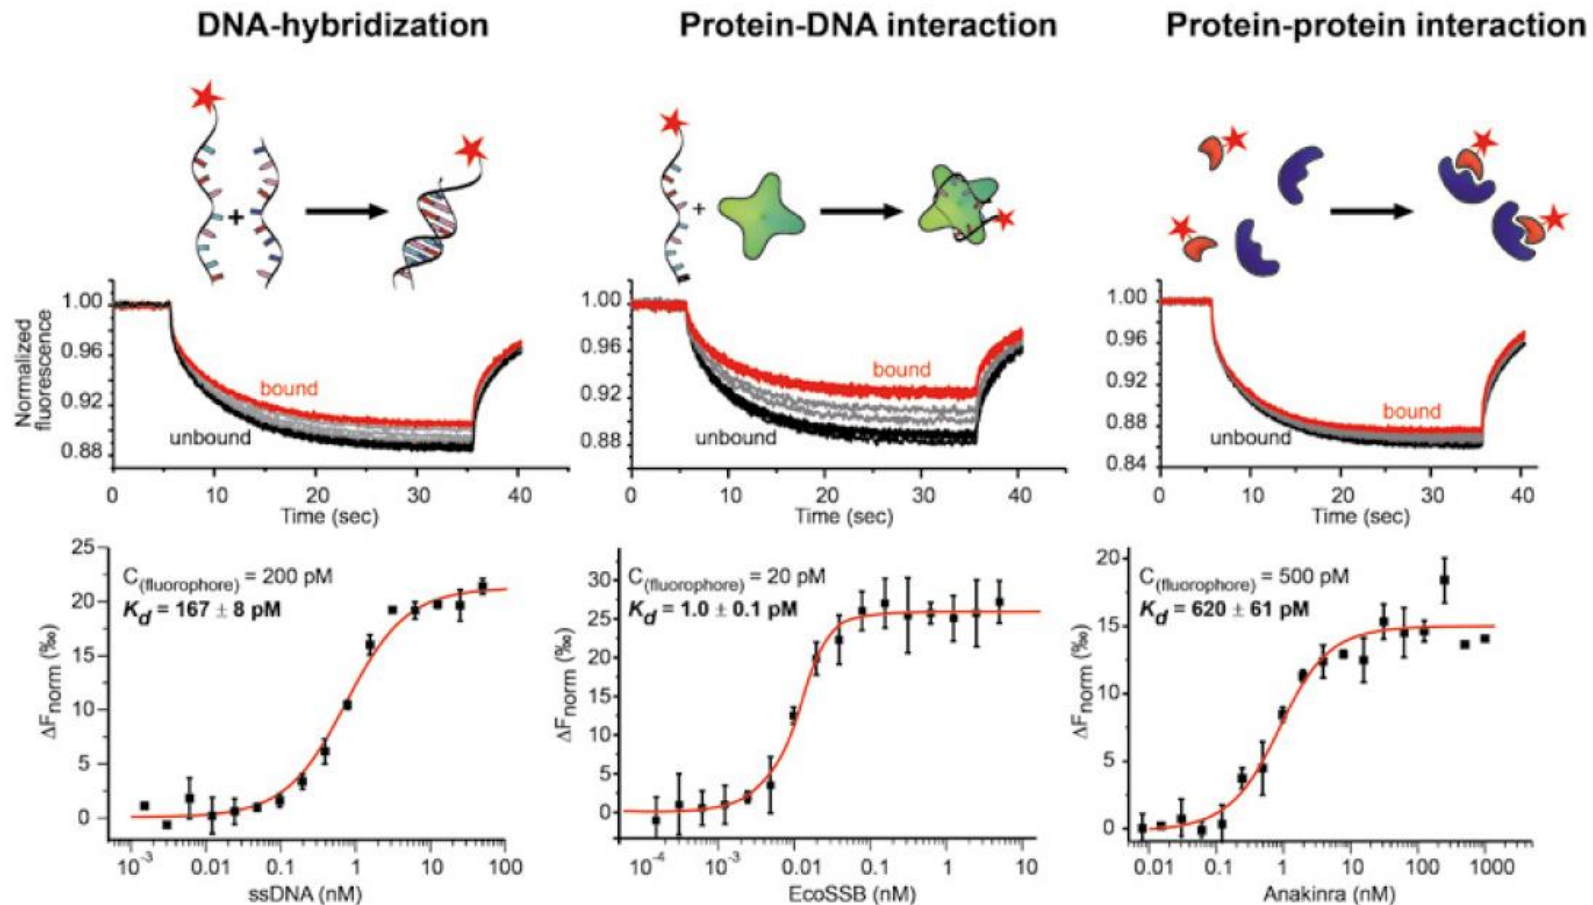 DNA-hybridization
Protein-DNA interaction
Protein-protein interaction
+
+
Normalized
fluorescence
1.00
0.96
0.92
0.88
bound
unbound
0 10 20 30 40
Time (sec)
1.00
0.96
0.92
0.88
bound
unbound
0 10 20 30 40
Time (sec)
1.00
0.96
0.92
0.88
0.84
bound
unbound
0 10 20 30 40
Time (sec)
ΔFnorm (‰)
25
20
15
10
5
0
C(fluorophore) = 200 pM
Kd = 167 ± 8 pM
10-3 0.01 0.1 1 10 100
ssDNA (nM)
ΔFnorm (‰)
30
25
20
15
10
5
0
C(fluorophore) = 20 pM
Kd = 1.0 ± 0.1 pM
10-4 10-3 0.01 0.1 1 10
EcoSSB (nM)
ΔFnorm (‰)
20
15
10
5
0
C(fluorophore) = 500 pM
Kd = 620 ± 61 pM
0.01 0.1 1 10 100 1000
Anakinra (nM)